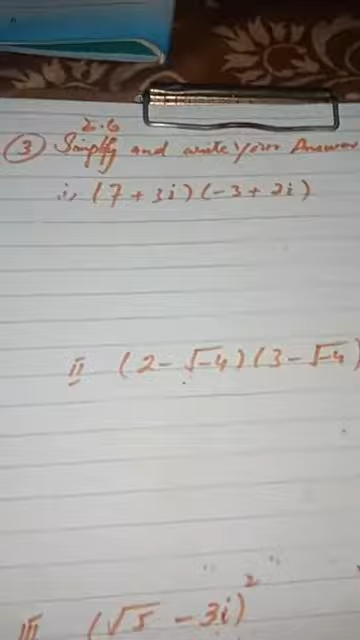 2.6
③ Simplify and write your Answer
i, (7 + 3i)(-3 + 2i)
II (2 - √-4)(3 - √-4)
III (√5 - 3i)²